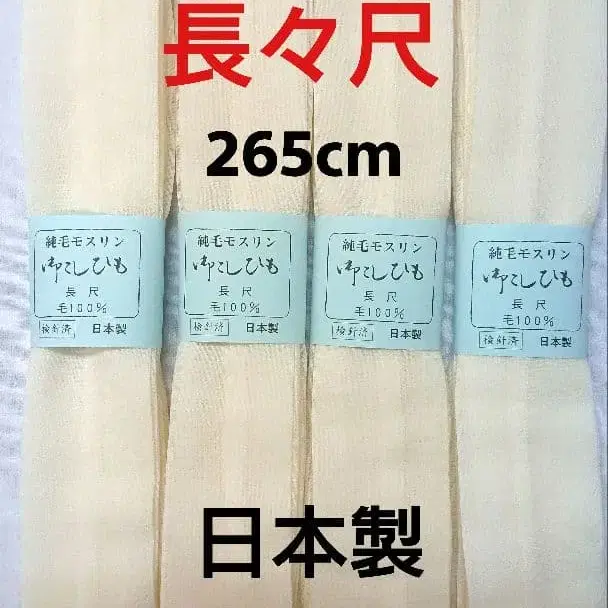 長々尺
265cm
純毛モスリン
御こしひも
長尺
毛100%
検針済 日本製
純毛モスリン
御こしひも
長尺
毛100%
検針済 日本製
純毛モスリン
御こしひも
長尺
毛100%
検針済 日本製
純毛モスリン
御こしひも
長尺
毛100%
検針済 日本製
日本製